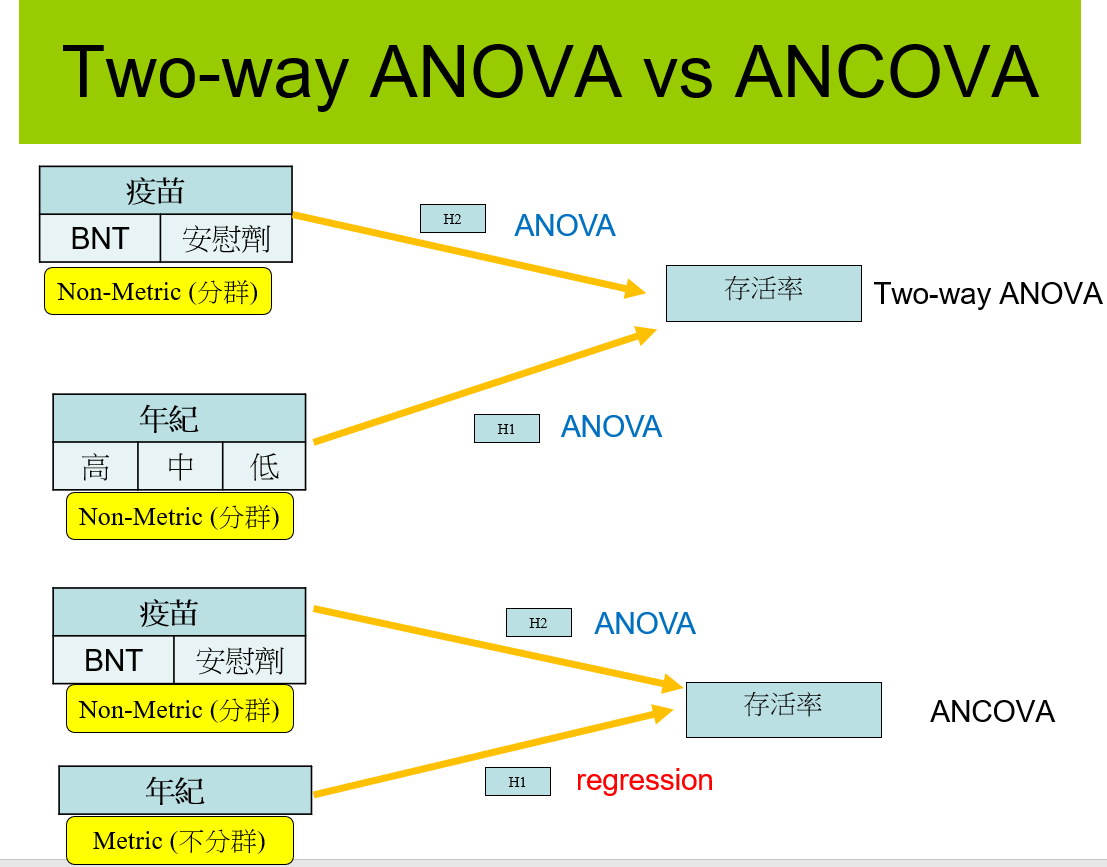 Two-way ANOVA vs ANCOVA
疫苗
BNT 安慰劑
Non-Metric (分群)
H2 ANOVA
存活率 Two-way ANOVA
年紀
高 中 低
Non-Metric (分群)
H1 ANOVA
疫苗
BNT 安慰劑
Non-Metric (分群)
H2 ANOVA
存活率 ANCOVA
年紀
Metric (不分群)
H1 regression